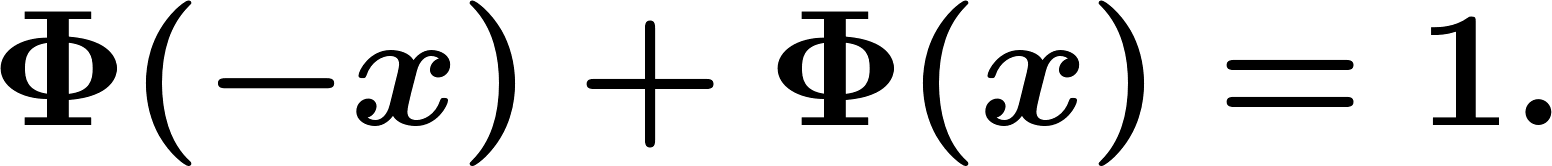 Φ(−x) + Φ(x) = 1.